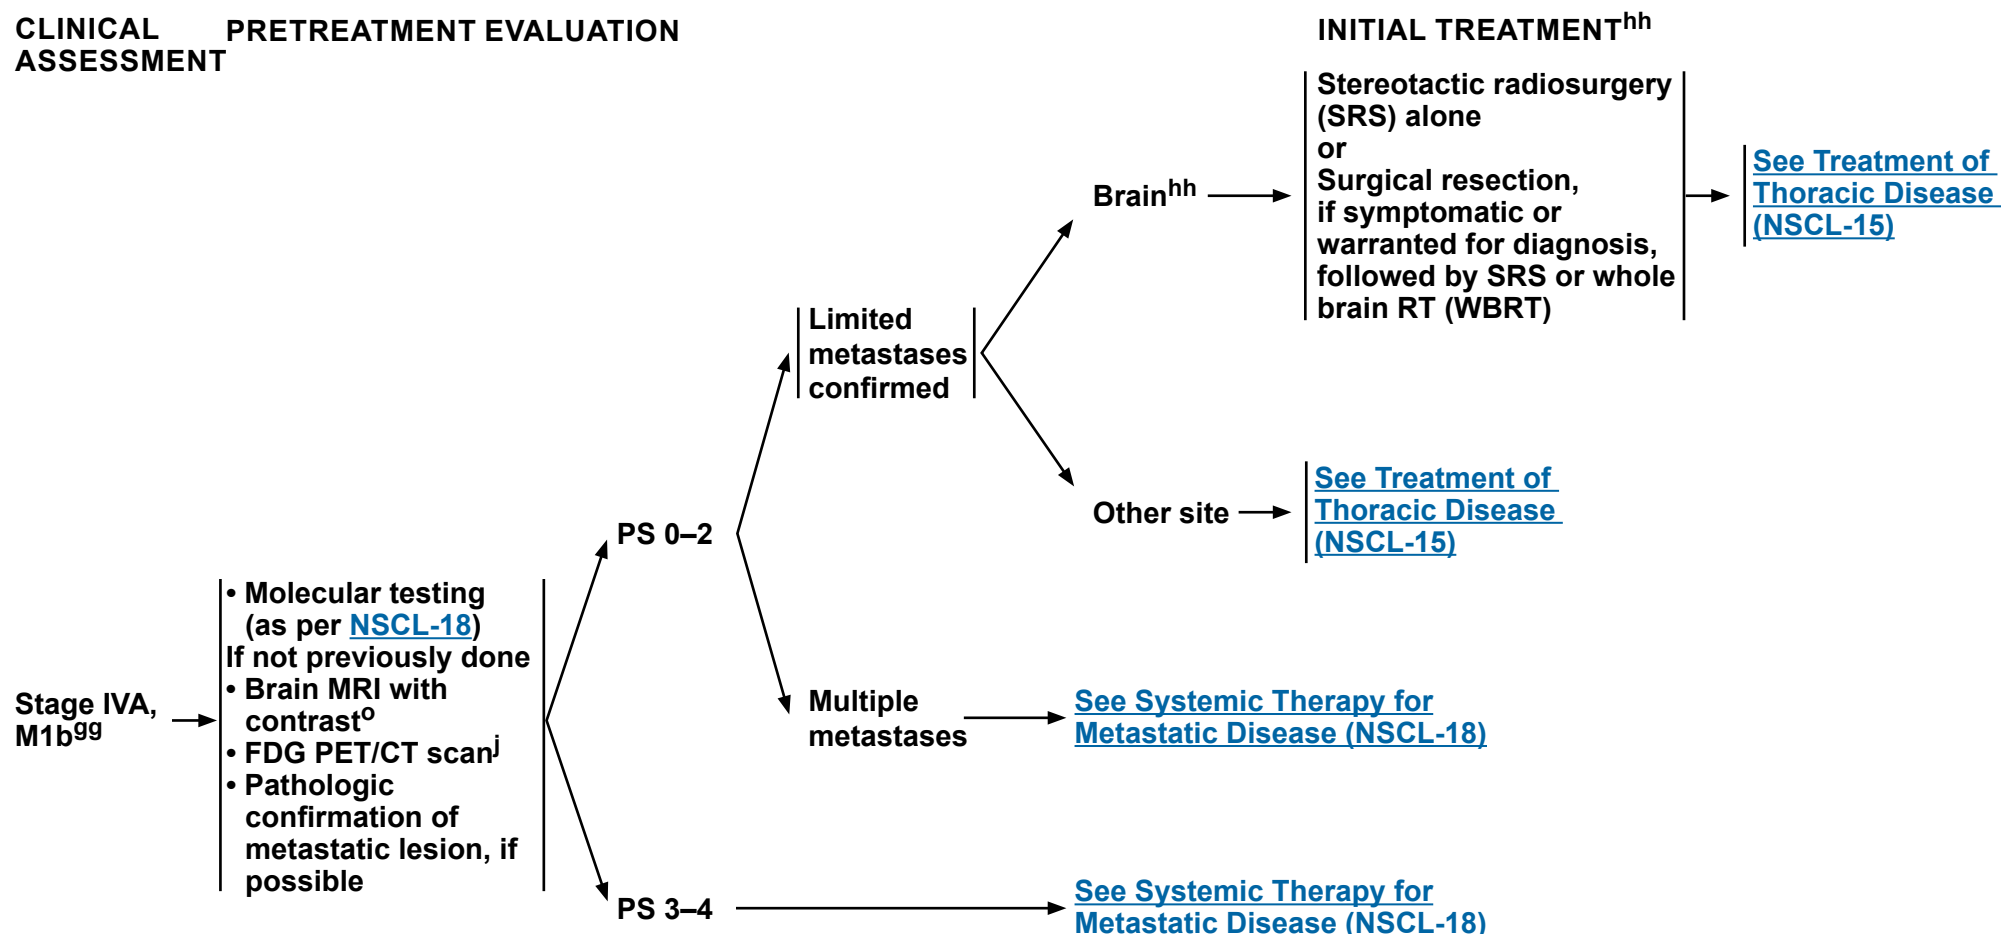 CLINICAL
ASSESSMENT
PRETREATMENT EVALUATION
INITIAL TREATMENThh
Stage IVA,
M1bgg
• Molecular testing
(as per NSCL-18)
If not previously done
• Brain MRI with
contrasto
• FDG PET/CT scanj
• Pathologic
confirmation of
metastatic lesion, if
possible
PS 0–2
Limited
metastases
confirmed
Brainhh
Stereotactic radiosurgery
(SRS) alone
or
Surgical resection,
if symptomatic or
warranted for diagnosis,
followed by SRS or whole
brain RT (WBRT)
See Treatment of
Thoracic Disease
(NSCL-15)
Other site
See Treatment of
Thoracic Disease
(NSCL-15)
Multiple
metastases
See Systemic Therapy for
Metastatic Disease (NSCL-18)
PS 3–4
See Systemic Therapy for
Metastatic Disease (NSCL-18)